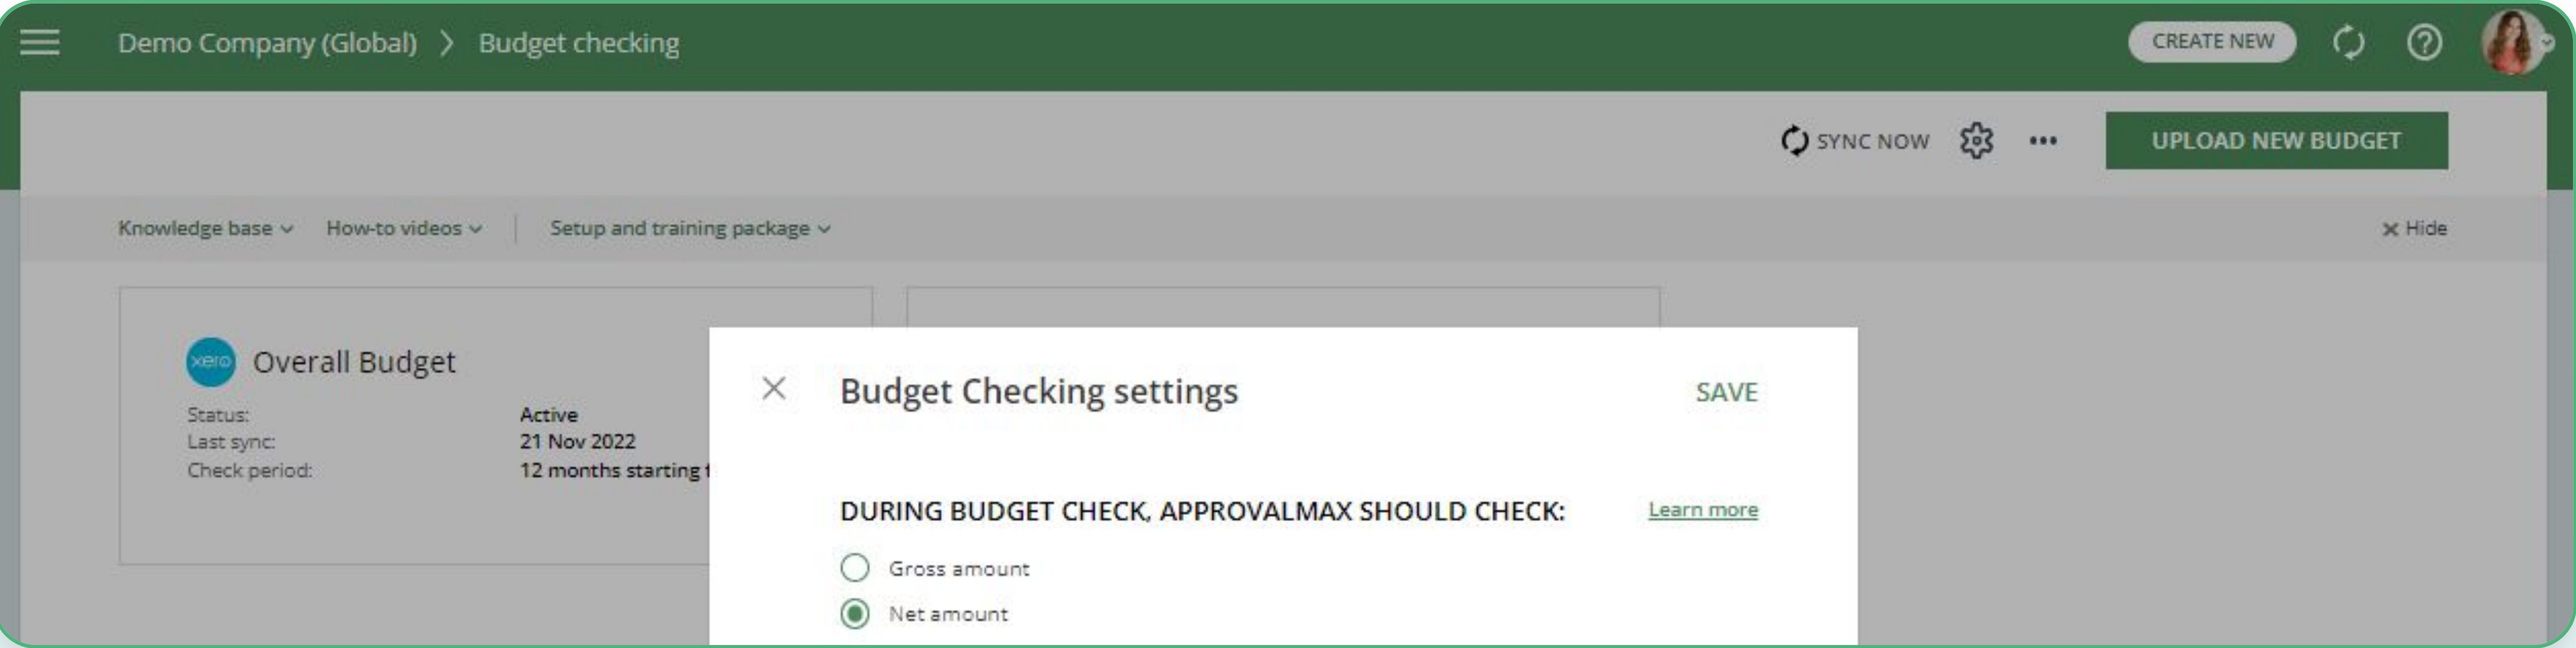 Demo Company (Global) > Budget checking
CREATE NEW
SYNC NOW
UPLOAD NEW BUDGET
Knowledge base
How-to videos
Setup and training package
Hide
xero
Overall Budget
Status: Active
Last sync: 21 Nov 2022
Check period: 12 months starting
Budget Checking settings
SAVE
DURING BUDGET CHECK, APPROVALMAX SHOULD CHECK:
Learn more
Gross amount
Net amount